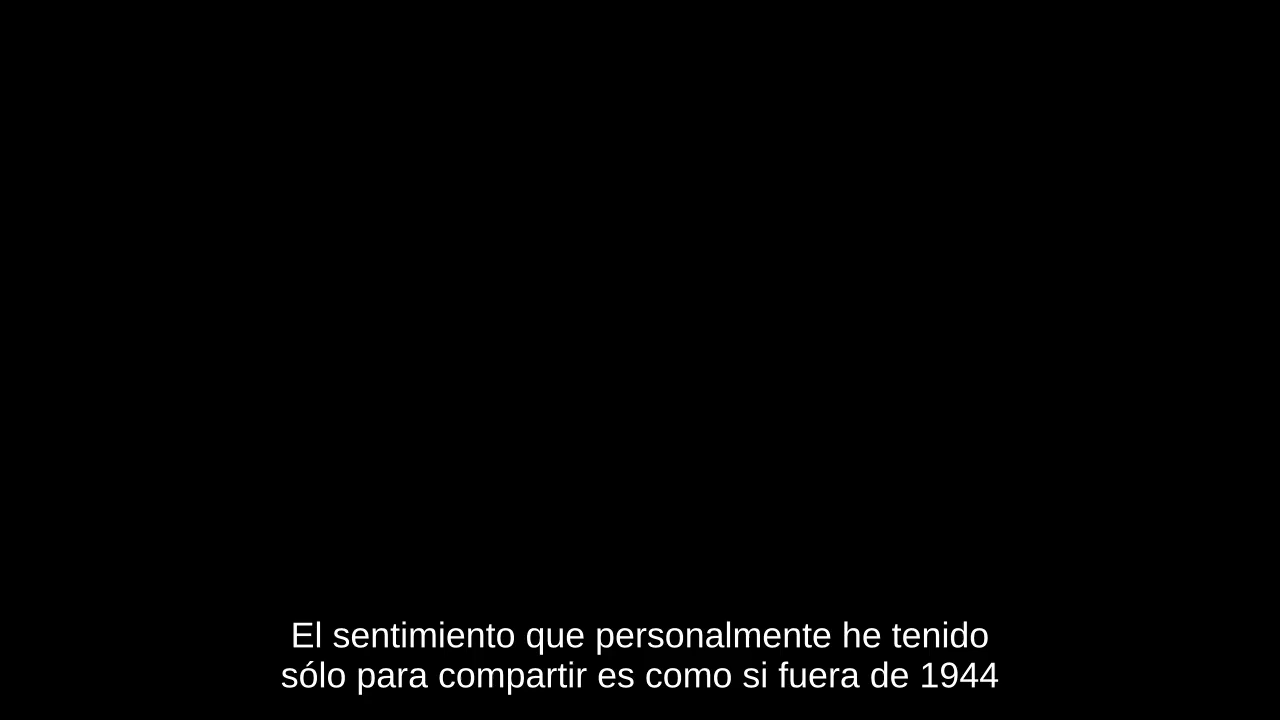 El sentimiento que personalmente he tenido
sólo para compartir es como si fuera de 1944